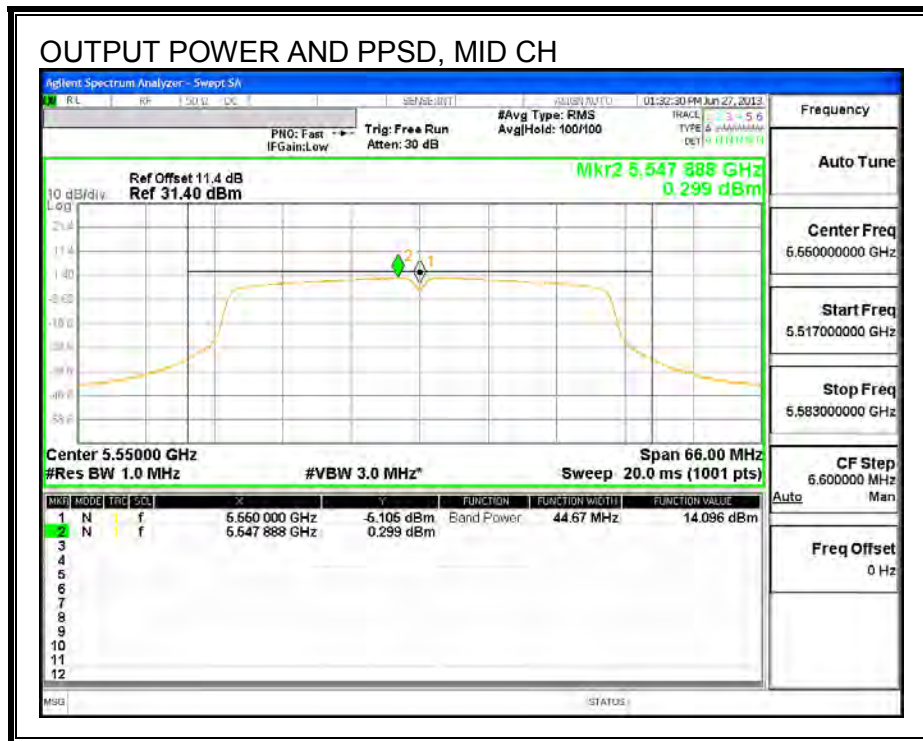 OUTPUT POWER AND PPSD, MID CH
Agilent Spectrum Analyzer - Swept SA
RL RF 50 Ω DC SENSE:INT ALIGN AUTO 01:32:30 PM Jun 27, 2013
PNO: Fast
IFGain:Low
Trig: Free Run
Atten: 30 dB
#Avg Type: RMS
Avg|Hold: 100/100
TRACE
TYPE
DET
Mkr2 5.547 888 GHz
0.299 dBm
Ref Offset 11.4 dB
10 dB/div Ref 31.40 dBm
Log
21.4
11.4
1.40
2
1
Center 5.55000 GHz
Span 66.00 MHz
#Res BW 1.0 MHz
#VBW 3.0 MHz*
Sweep 20.0 ms (1001 pts)
MKR MODE TRC SCL X Y FUNCTION FUNCTION WIDTH FUNCTION VALUE
1 N 1 f 5.550 000 GHz -5.105 dBm Band Power 44.67 MHz 14.096 dBm
2 N 1 f 5.547 888 GHz 0.299 dBm
3
4
5
6
7
8
9
10
11
12
MSG
STATUS
Frequency
Auto Tune
Center Freq
5.550000000 GHz
Start Freq
5.517000000 GHz
Stop Freq
5.583000000 GHz
CF Step
6.600000 MHz
Auto Man
Freq Offset
0 Hz